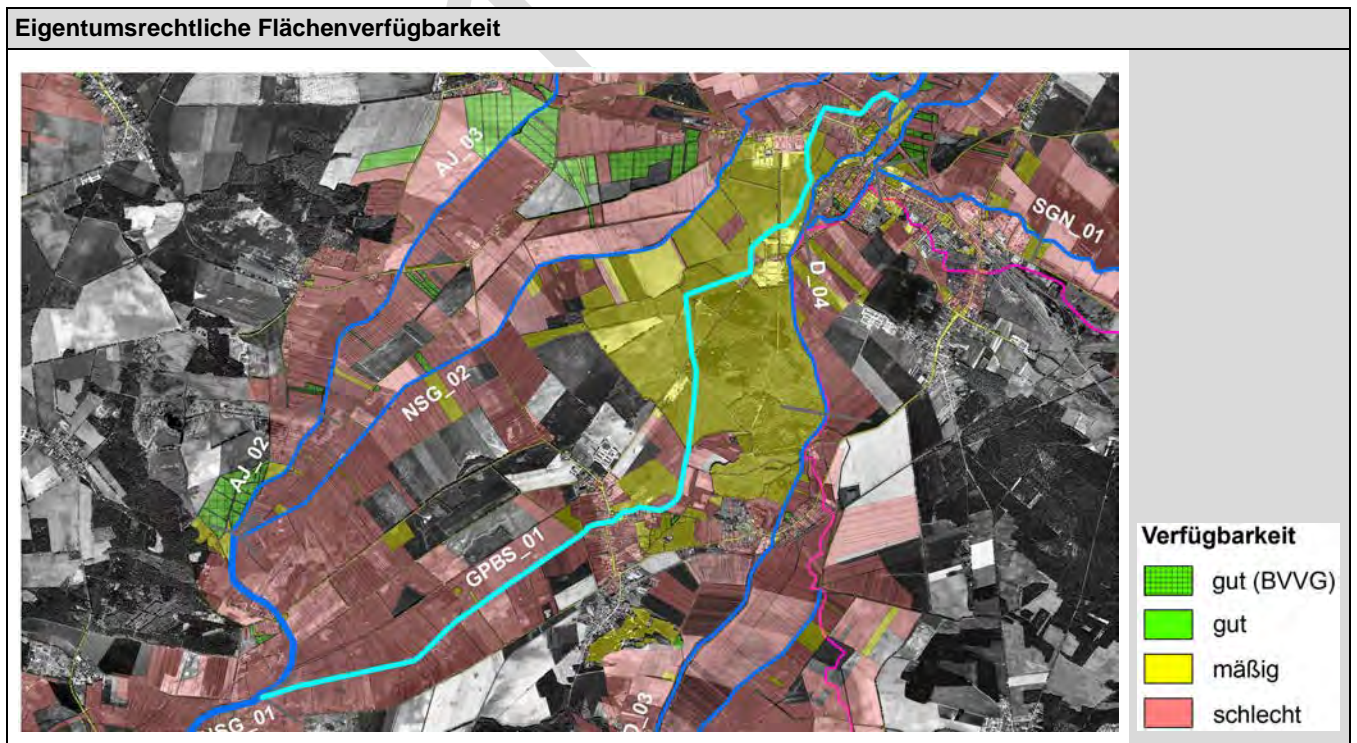 Eigentumsrechtliche Flächenverfügbarkeit
AJ_03
SGN_01
D_04
NSG_02
AJ_02
GPBS_01
D_03
NSG_01
Verfügbarkeit
gut (BVVG)
gut
mäßig
schlecht